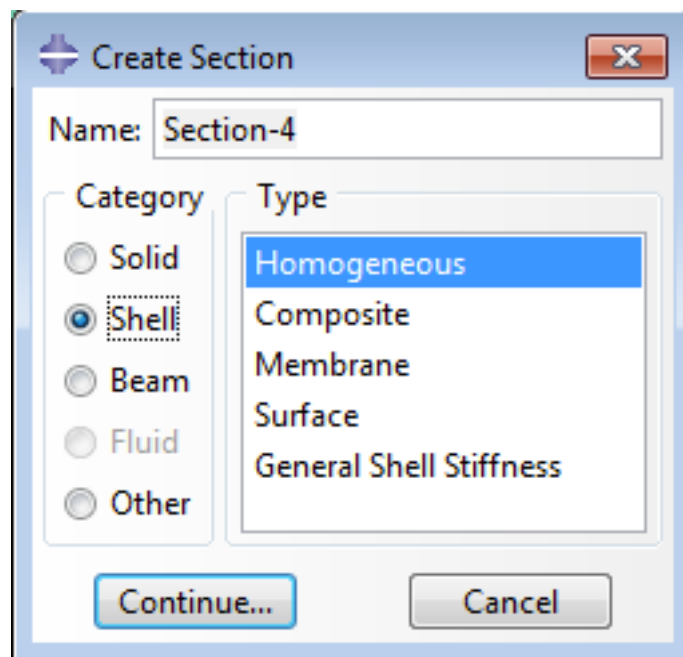 Create Section
Name: Section-4
Category
Solid
Shell
Beam
Fluid
Other
Type
Homogeneous
Composite
Membrane
Surface
General Shell Stiffness
Continue...
Cancel